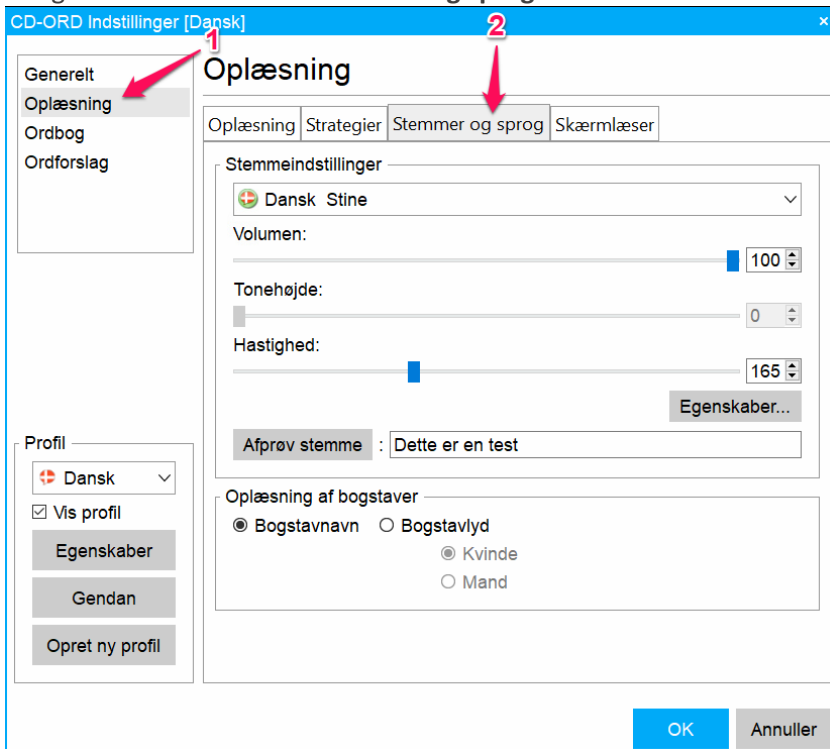 CD-ORD Indstillinger [Dansk]
1
2
Generelt
Oplæsning
Ordbog
Ordforslag
Oplæsning
Oplæsning Strategier Stemmer og sprog Skærmlæser
Stemmeindstillinger
Dansk Stine
Volumen:
100
Tonehøjde:
0
Hastighed:
165
Egenskaber...
Afprøv stemme : Dette er en test
Oplæsning af bogstaver
Bogstavnavn Bogstavlyd
Kvinde
Mand
Profil
Dansk
Vis profil
Egenskaber
Gendan
Opret ny profil
OK Annuller